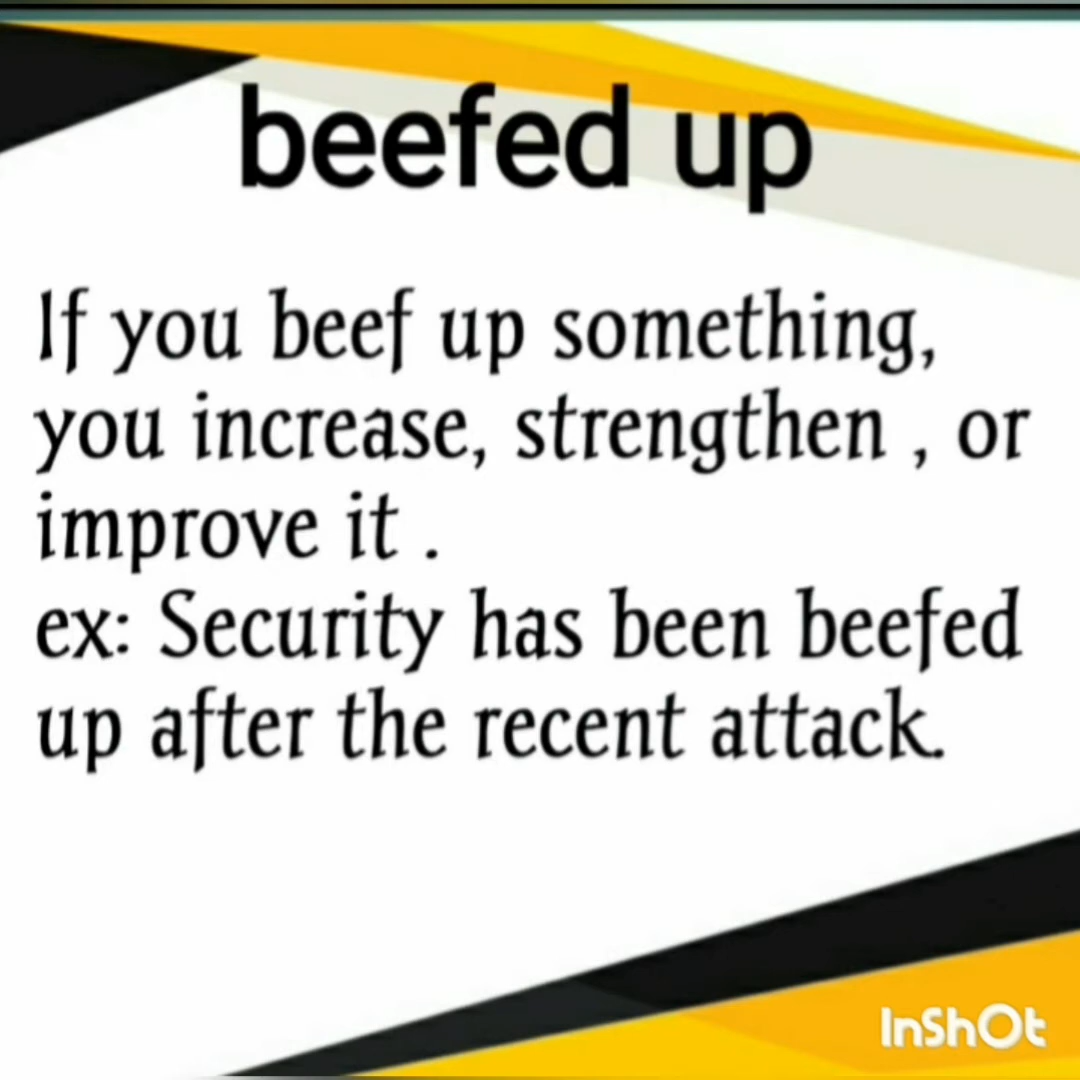 beefed up
If you beef up something,
you increase, strengthen , or
improve it .
ex: Security has been beefed
up after the recent attack.
InShOt